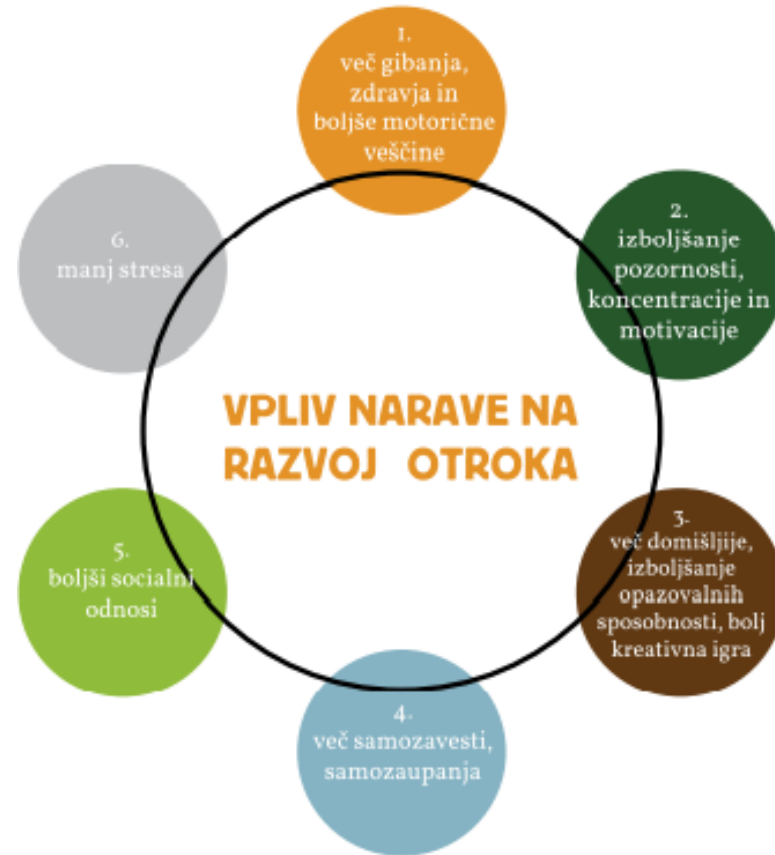 1.
več gibanja,
zdravja in
boljše motorične
veščine
2.
izboljšanje
pozornosti,
koncentracije in
motivacije
3.
več domišljije,
izboljšanje
opazovalnih
sposobnosti, bolj
kreativna igra
4.
več samozavesti,
samozaupanja
5.
boljši socialni
odnosi
6.
manj stresa
VPLIV NARAVE NA
RAZVOJ OTROKA